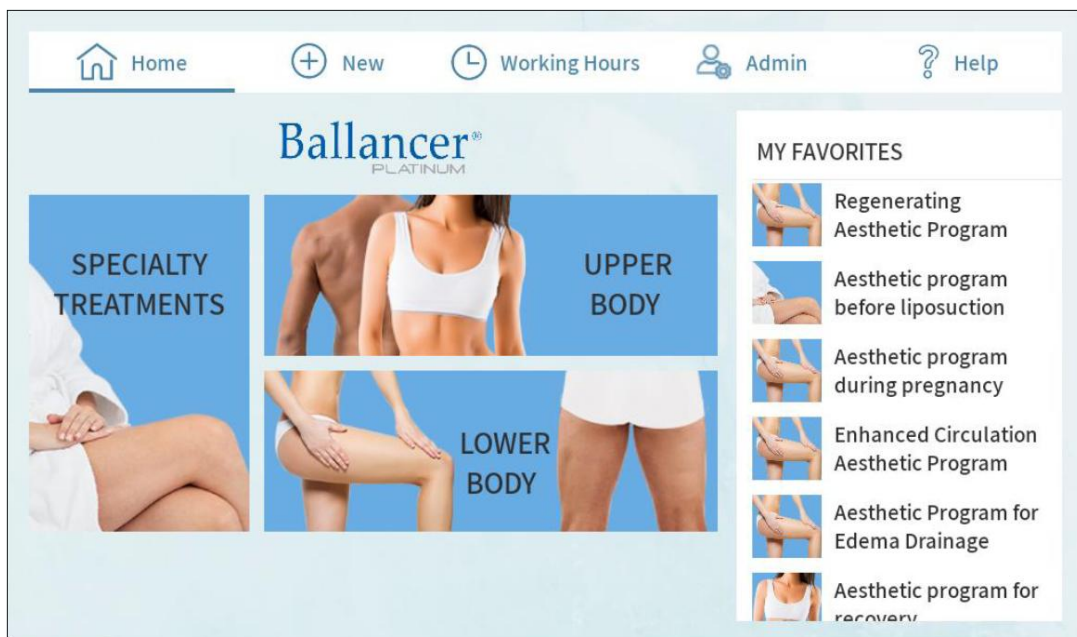 Home
New
Working Hours
Admin
Help
Ballancer®
PLATINUM
SPECIALTY
TREATMENTS
UPPER
BODY
LOWER
BODY
MY FAVORITES
Regenerating
Aesthetic Program
Aesthetic program
before liposuction
Aesthetic program
during pregnancy
Enhanced Circulation
Aesthetic Program
Aesthetic Program for
Edema Drainage
Aesthetic program for
recovery